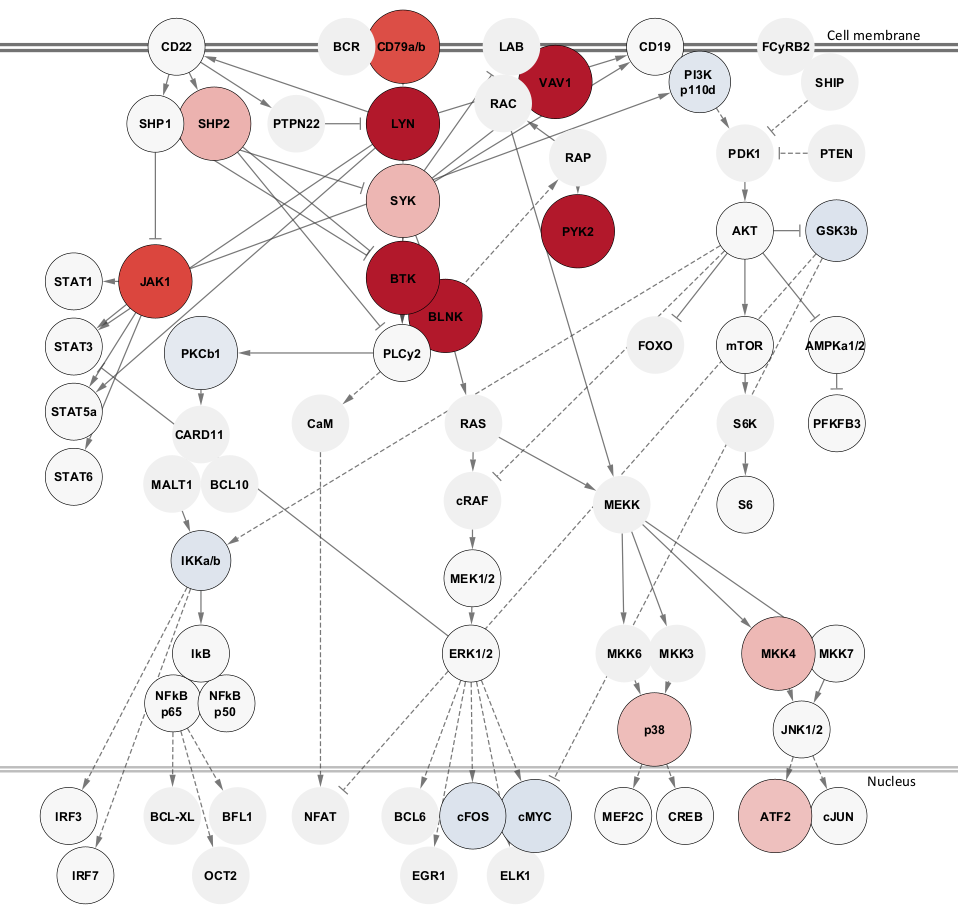 Cell membrane
CD22
BCR
CD79a/b
LAB
CD19
FCyRB2
VAV1
PI3K
p110d
SHIP
RAC
SHP1
SHP2
PTPN22
LYN
RAP
PDK1
PTEN
SYK
PYK2
AKT
GSK3b
STAT1
JAK1
BTK
BLNK
STAT3
PKCb1
PLCy2
FOXO
mTOR
AMPKa1/2
STAT5a
CARD11
CaM
RAS
S6K
PFKFB3
STAT6
MALT1
BCL10
cRAF
MEKK
S6
IKKa/b
MEK1/2
IkB
ERK1/2
MKK6
MKK3
MKK4
MKK7
NFkB
p65
NFkB
p50
p38
JNK1/2
Nucleus
IRF3
BCL-XL
BFL1
NFAT
BCL6
cFOS
cMYC
MEF2C
CREB
ATF2
cJUN
IRF7
OCT2
EGR1
ELK1